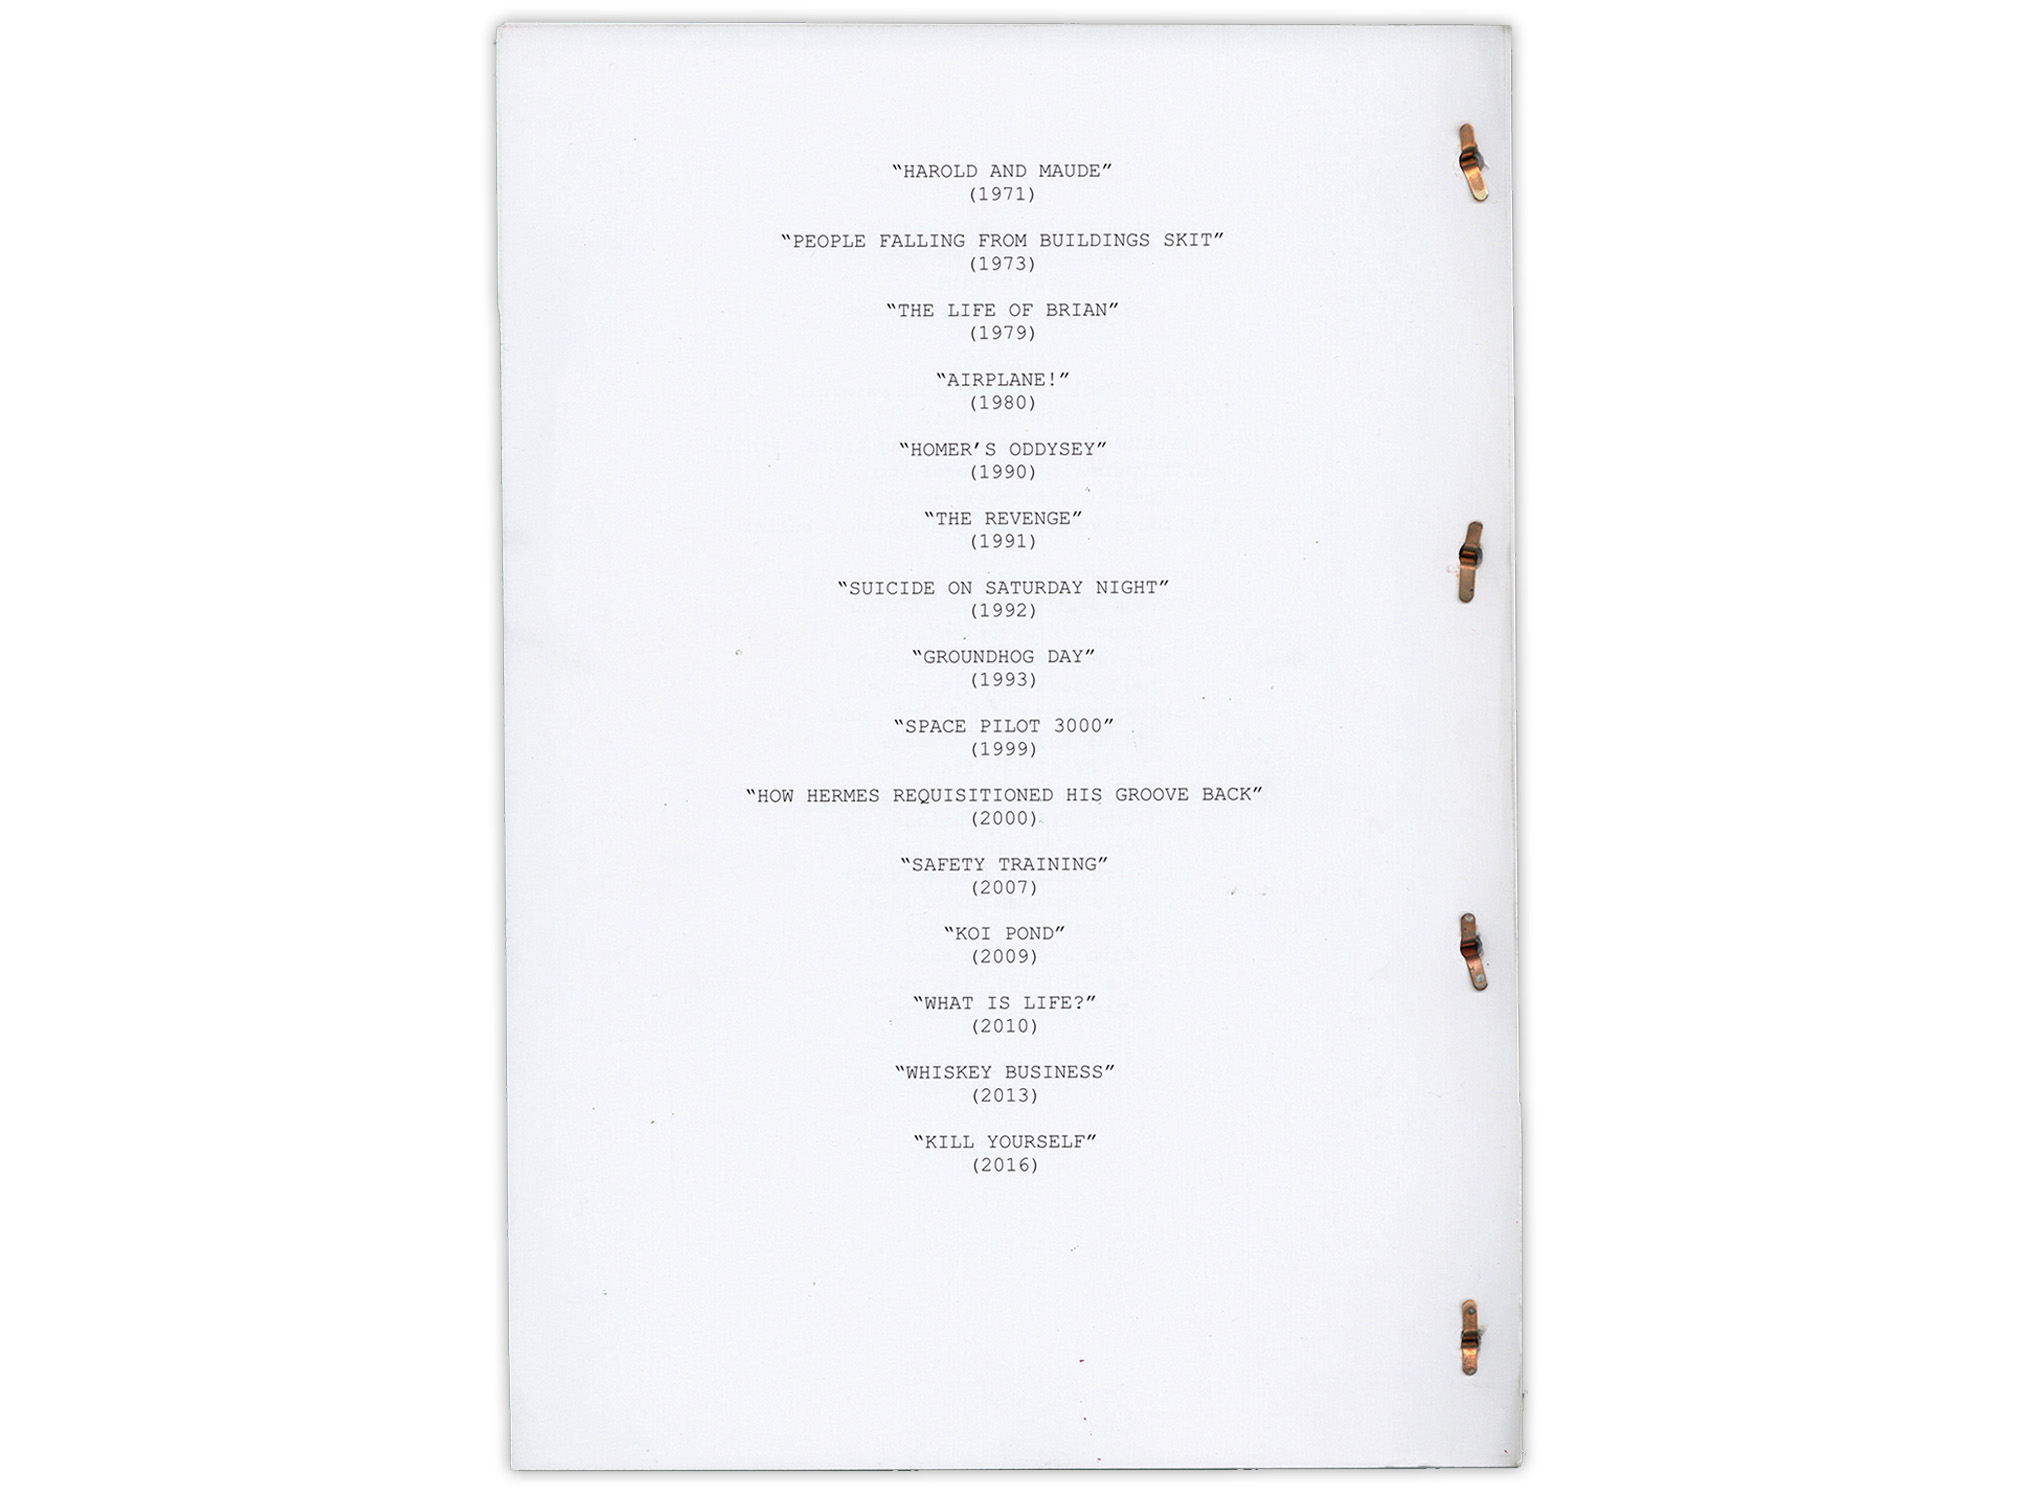 “HAROLD AND MAUDE”
(1971)
“PEOPLE FALLING FROM BUILDINGS SKIT”
(1973)
“THE LIFE OF BRIAN”
(1979)
“AIRPLANE!”
(1980)
“HOMER’S ODDYSEY”
(1990)
“THE REVENGE”
(1991)
“SUICIDE ON SATURDAY NIGHT”
(1992)
“GROUNDHOG DAY”
(1993)
“SPACE PILOT 3000”
(1999)
“HOW HERMES REQUISITIONED HIS GROOVE BACK”
(2000)
“SAFETY TRAINING”
(2007)
“KOI POND”
(2009)
“WHAT IS LIFE?”
(2010)
“WHISKEY BUSINESS”
(2013)
“KILL YOURSELF”
(2016)